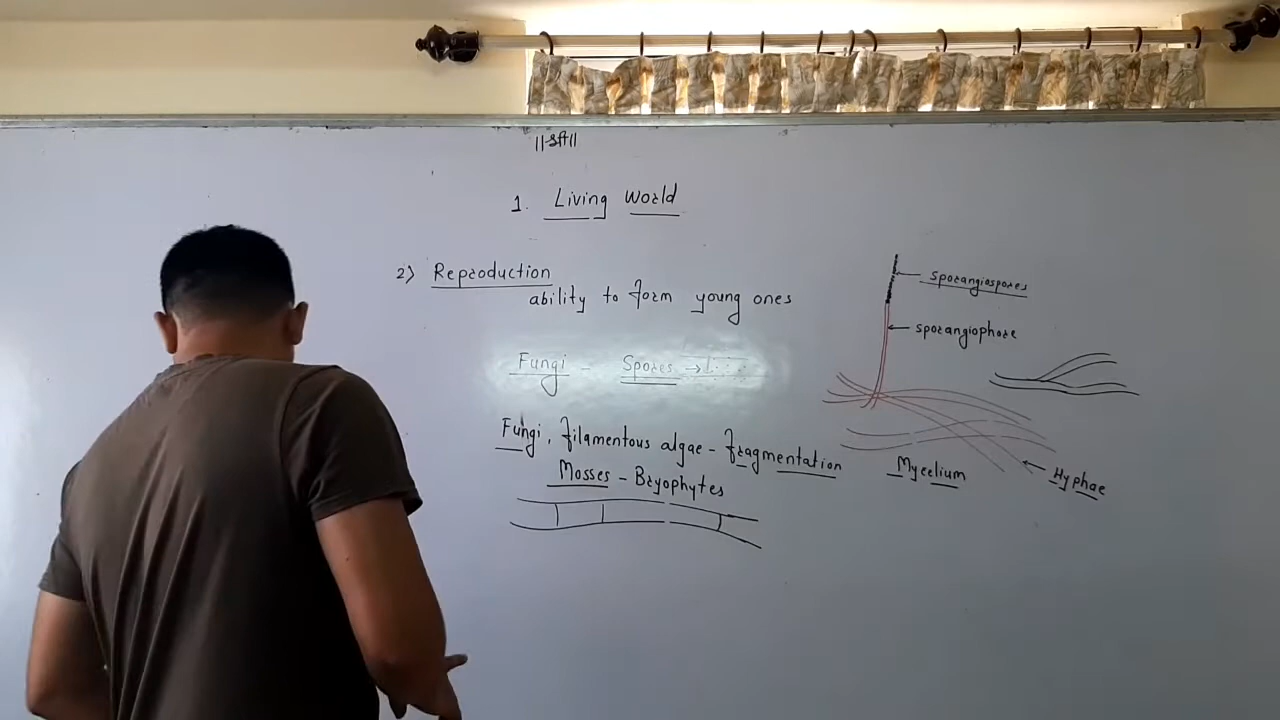 ||श्री||
1. Living World
2) Reproduction
ability to form young ones
Fungi - Spores →
Fungi, filamentous algae - Fragmentation
Mosses - Bryophytes
Sporangiospores
Sporangiophore
Mycelium
Hyphae